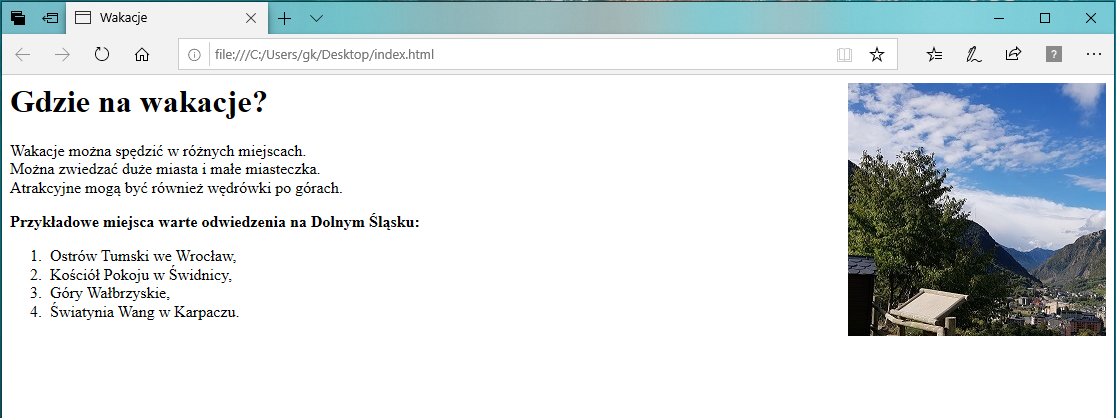 Wakacje
file:///C:/Users/gk/Desktop/index.html
Gdzie na wakacje?
Wakacje można spędzić w różnych miejscach.
Można zwiedzać duże miasta i małe miasteczka.
Atrakcyjne mogą być również wędrówki po górach.
Przykładowe miejsca warte odwiedzenia na Dolnym Śląsku:
1. Ostrów Tumski we Wrocław,
2. Kościół Pokoju w Świdnicy,
3. Góry Wałbrzyskie,
4. Światynia Wang w Karpaczu.